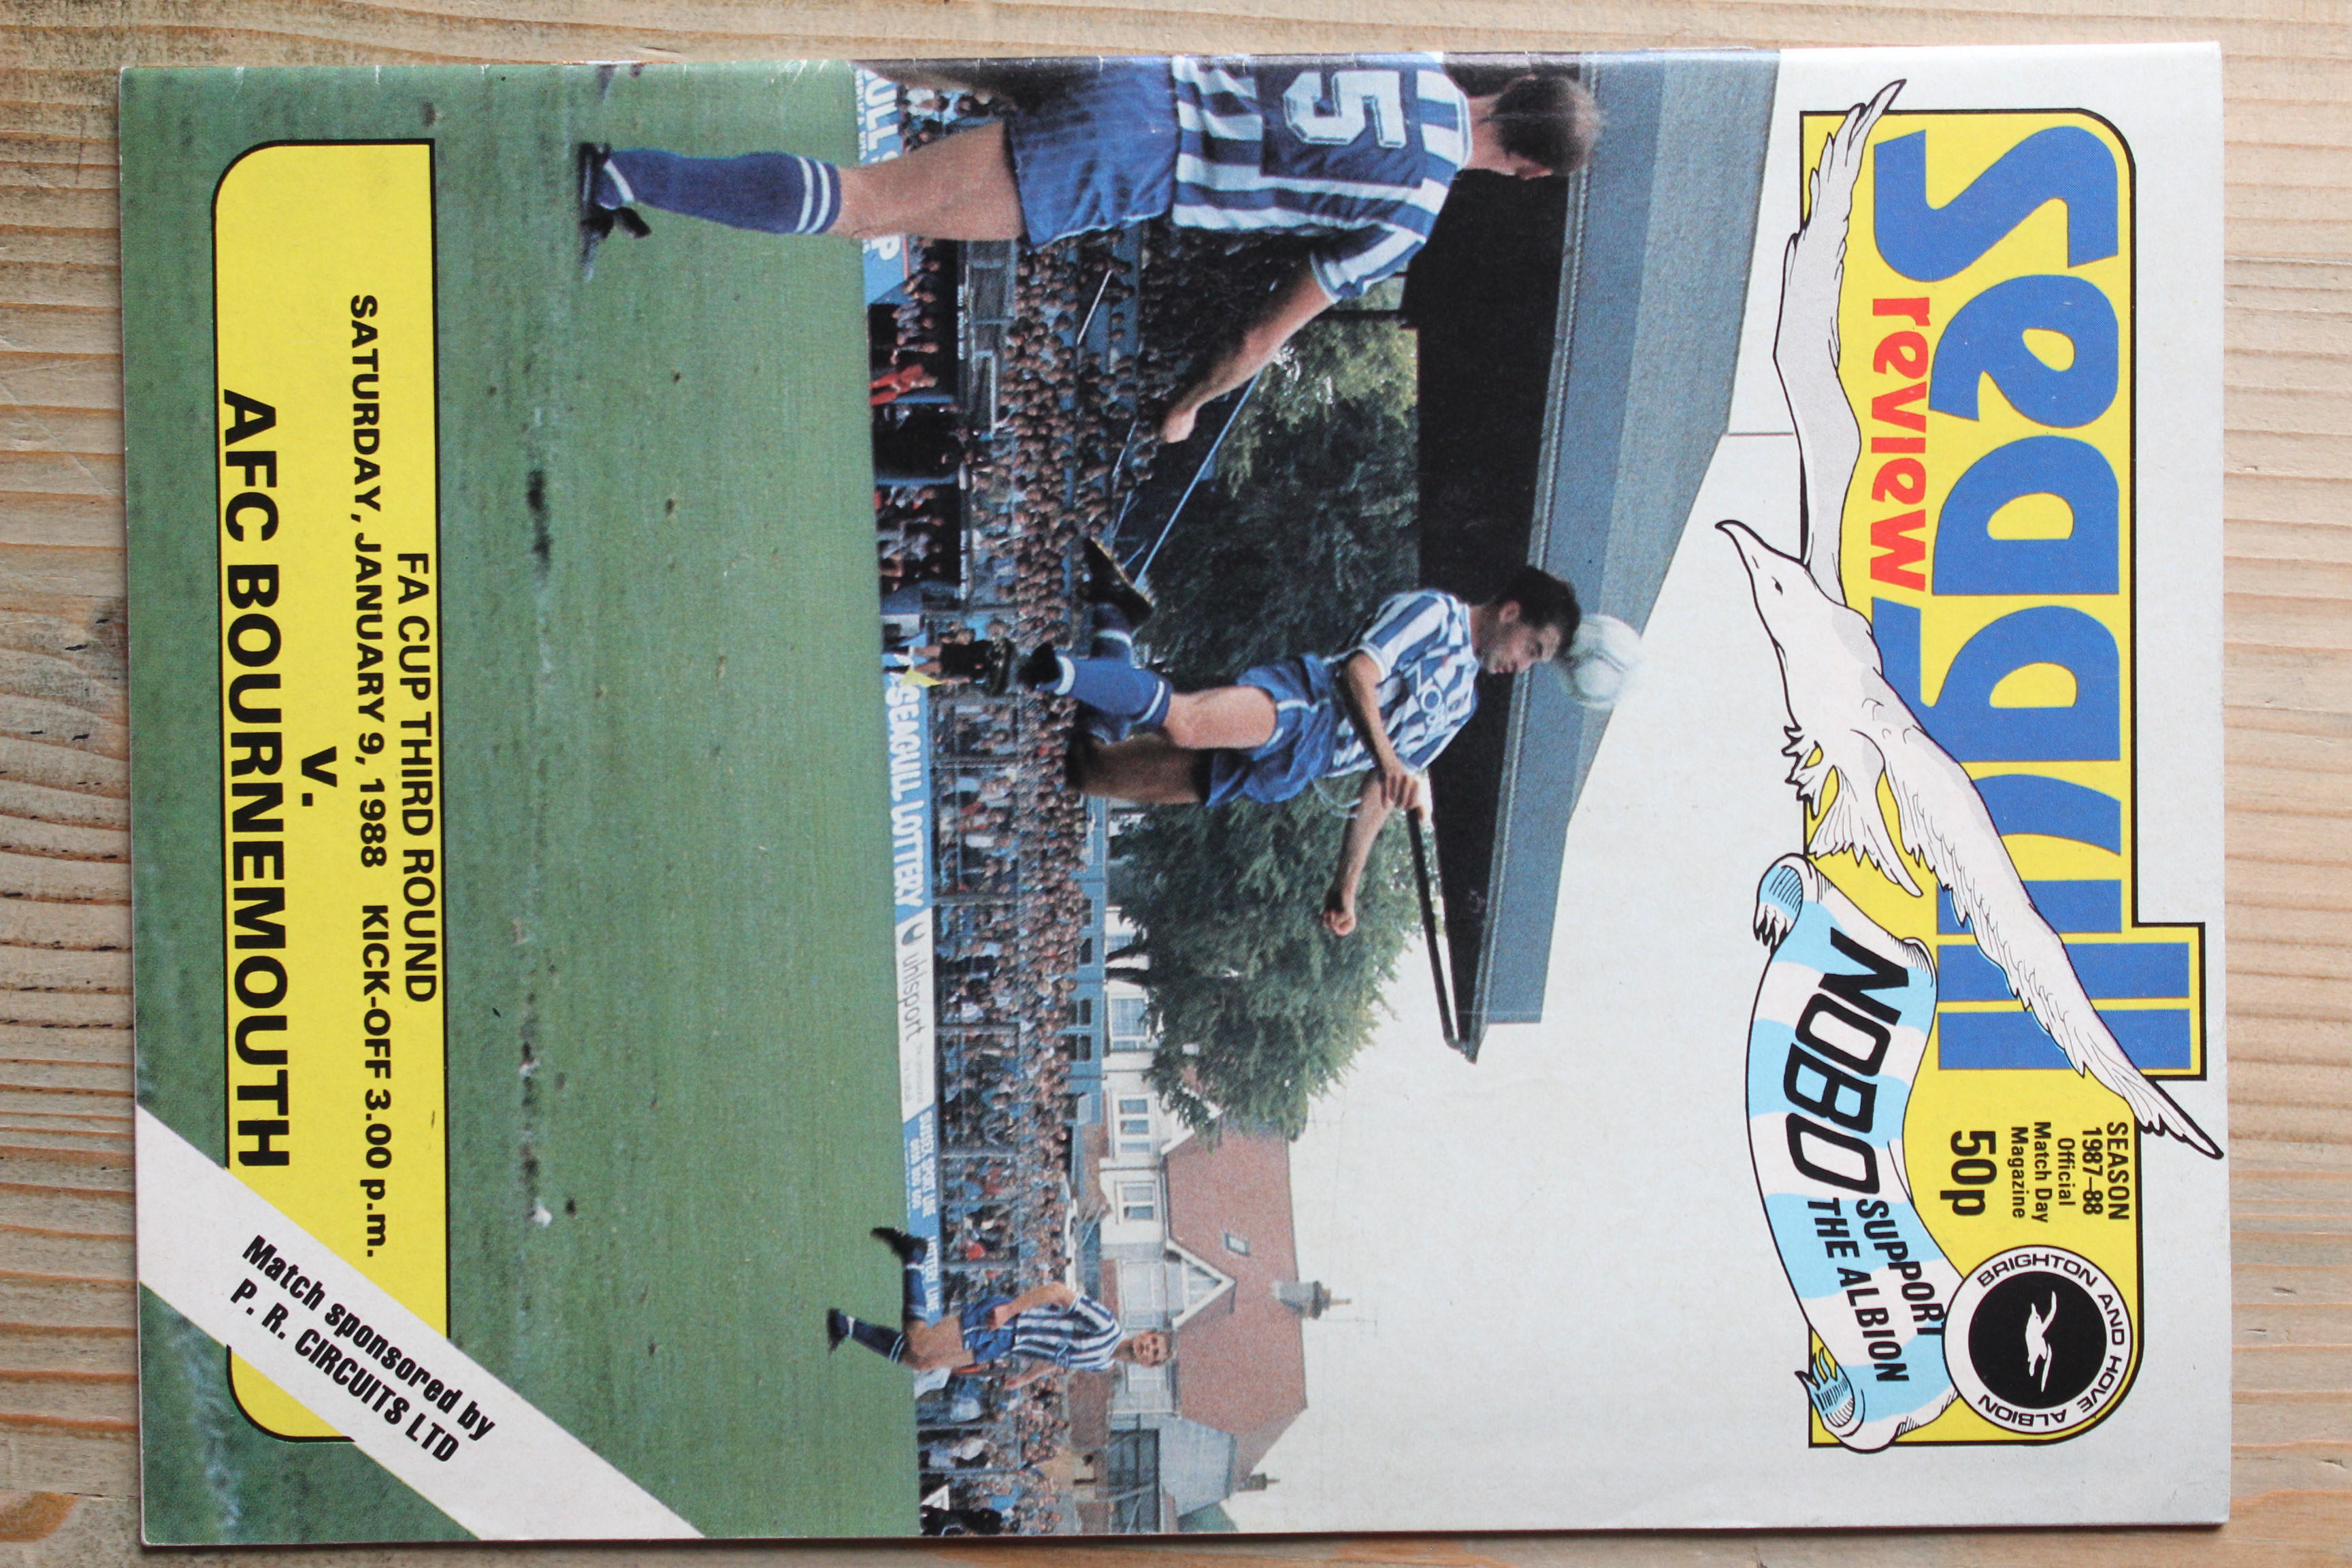 Seagull
review
SEASON
1987-88
Official
Match Day
Magazine
50p
BRIGHTON AND HOVE ALBION
NOBO
SUPPORT
THE ALBION
5
NOBO
SEAGULL LOTTERY
uhlsport
FA CUP THIRD ROUND
SATURDAY, JANUARY 9, 1988 KICK-OFF 3.00 p.m.
V.
AFC BOURNEMOUTH
Match sponsored by
P. R. CIRCUITS LTD